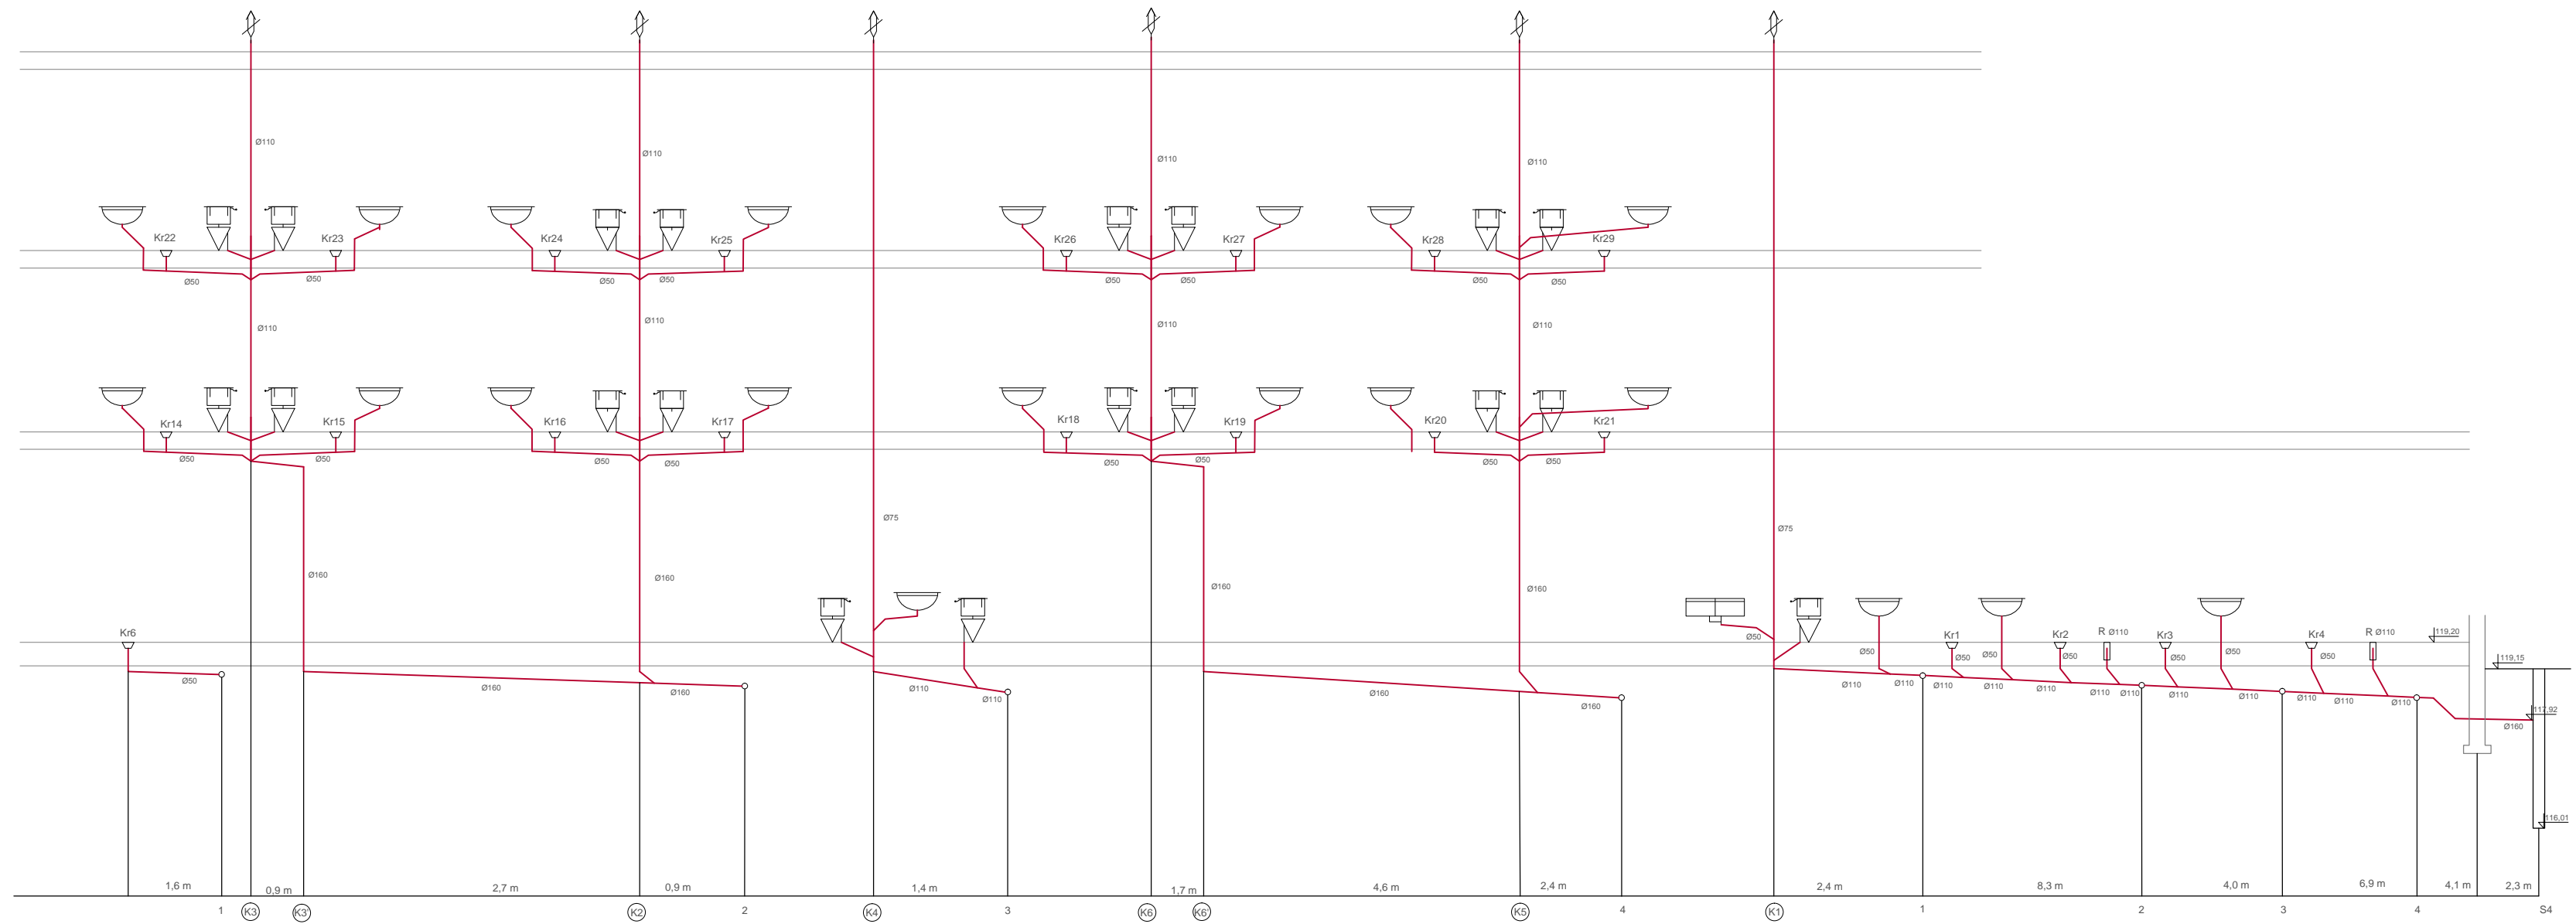 Ø110 Ø110 Ø110 Ø110
Kr22 Kr23 Kr24 Kr25 Kr26 Kr27 Kr28 Kr29
Ø50 Ø50 Ø50 Ø50 Ø50 Ø50 Ø50 Ø50
Ø110 Ø110 Ø110 Ø110
Kr14 Kr15 Kr16 Kr17 Kr18 Kr19 Kr20 Kr21
Ø50 Ø50 Ø50 Ø50 Ø50 Ø50 Ø50 Ø50
Ø75 Ø75
Ø160 Ø160 Ø160 Ø160
Kr6 Ø50 Kr1 Kr2 R Ø110 Kr3 Kr4 R Ø110 119,20
Ø50 Ø50 Ø50 Ø50 Ø50 Ø50 Ø50 119,15
Ø50 Ø160 Ø160 Ø110 Ø110 Ø160 Ø160 Ø110 Ø110 Ø110 Ø110 Ø110 Ø110 Ø110 Ø110 Ø110 Ø110 Ø110 Ø110 117,92
Ø160
116,01
1,6 m 0,9 m 2,7 m 0,9 m 1,4 m 1,7 m 4,6 m 2,4 m 2,4 m 8,3 m 4,0 m 6,9 m 4,1 m 2,3 m
1 K3 K3' K2 2 K4 3 K6 K6' K5 4 K1 1 2 3 4 S4